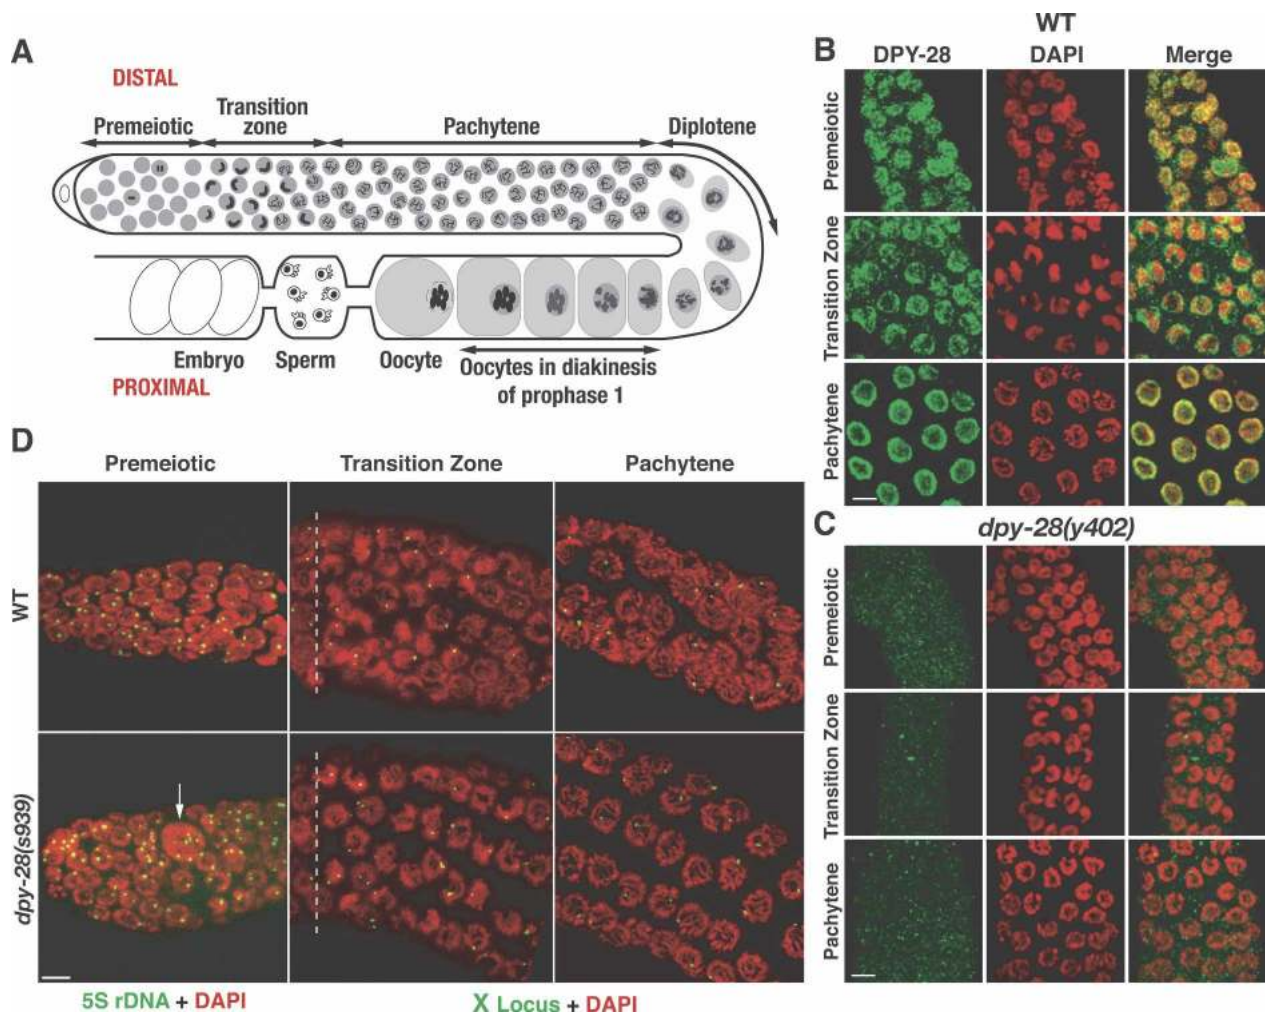 A
DISTAL
Premeiotic
Transition
zone
Pachytene
Diplotene
Embryo
Sperm
Oocyte
Oocytes in diakinesis
of prophase 1
PROXIMAL
WT
B
DPY-28
DAPI
Merge
Premeiotic
Transition Zone
Pachytene
C
dpy-28(y402)
Premeiotic
Transition Zone
Pachytene
D
Premeiotic
Transition Zone
Pachytene
WT
dpy-28(s939)
5S rDNA + DAPI
X Locus + DAPI